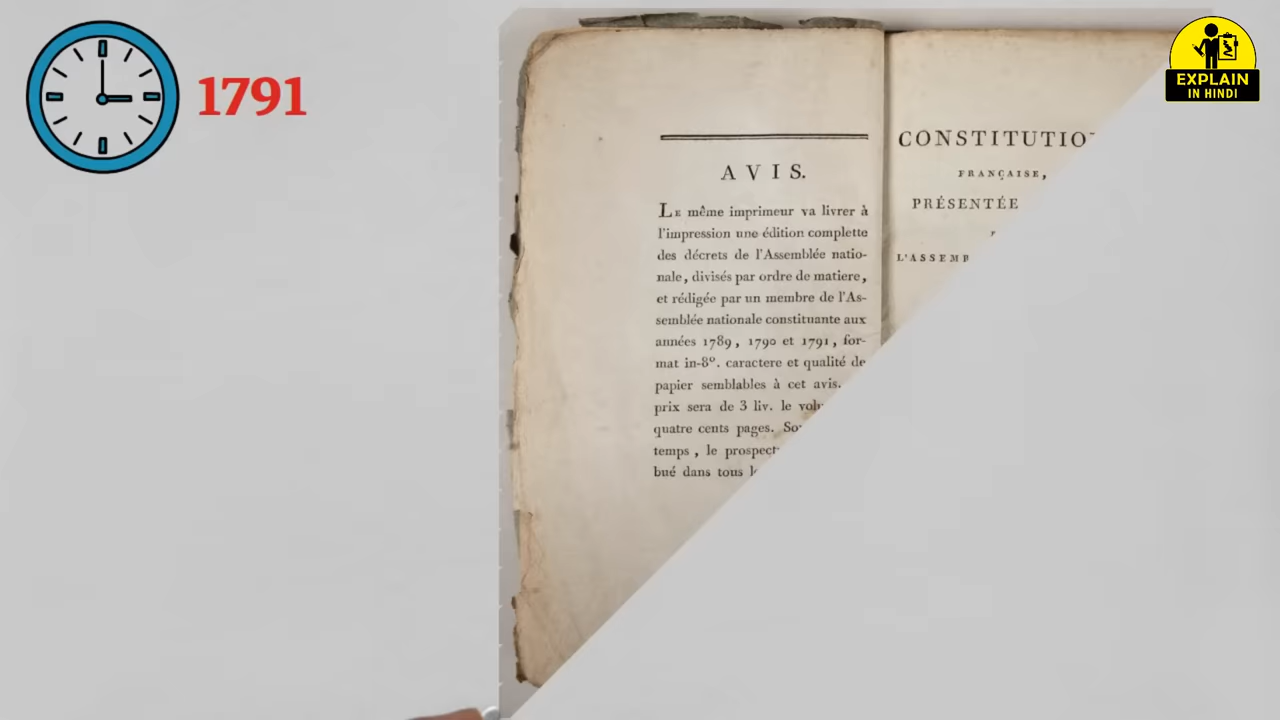 1791
EXPLAIN
IN HINDI
AVIS.
Le même imprimeur va livrer à
l'impression une édition complette
des décrets de l'Assemblée natio-
nale, divisés par ordre de matiere,
et rédigée par un membre de l'As-
semblée nationale constituante aux
années 1789, 1790 et 1791, for-
mat in-8º. caractere et qualité de
papier semblables à cet avis.
prix sera de 3 liv. le
quatre cents pages.
temps, le
bué dans tous
CONSTITUTIO
FRANÇAISE,
PRÉSENTÉE
L'ASSEMB